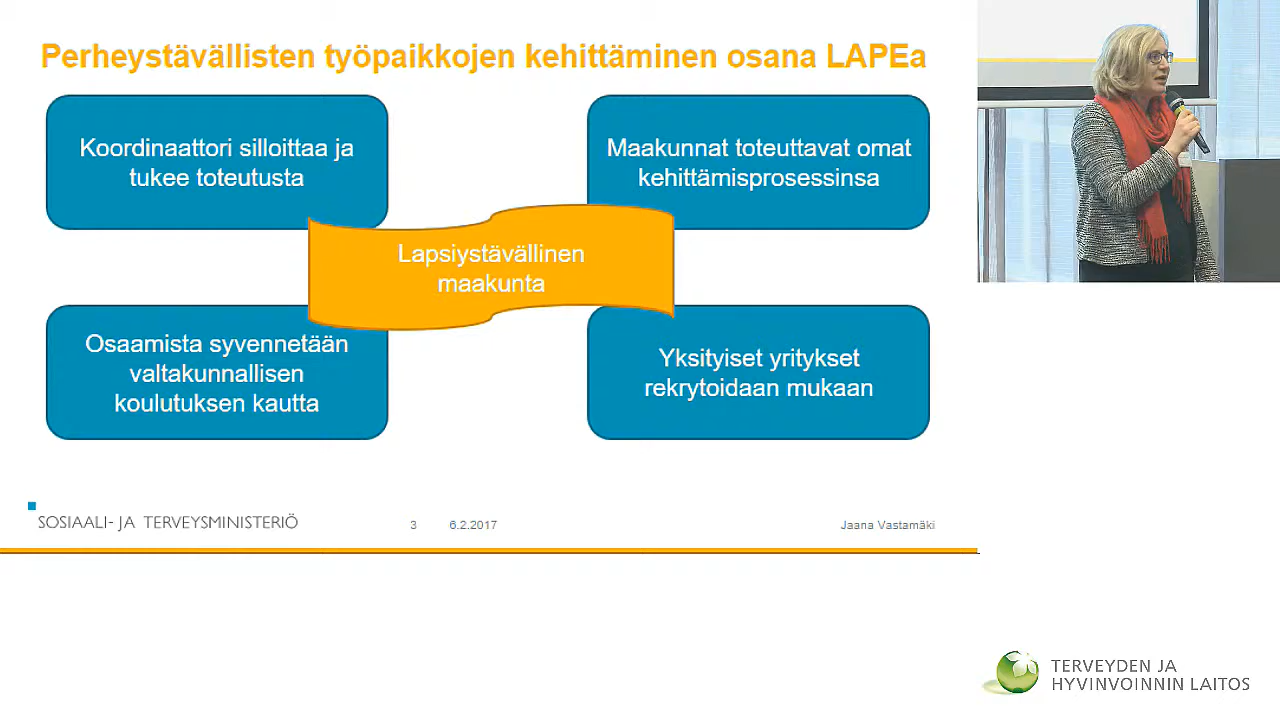 Perheystävällisten työpaikkojen kehittäminen osana LAPEa
Koordinaattori silloittaa ja
tukee toteutusta
Maakunnat toteuttavat omat
kehittämisprosessinsa
Lapsiystävällinen
maakunta
Osaamista syvennetään
valtakunnallisen
koulutuksen kautta
Yksityiset yritykset
rekrytoidaan mukaan
SOSIAALI- JA TERVEYSMINISTERIÖ
3
6.2.2017
Jaana Vastamäki
TERVEYDEN JA
HYVINVOINNIN LAITOS